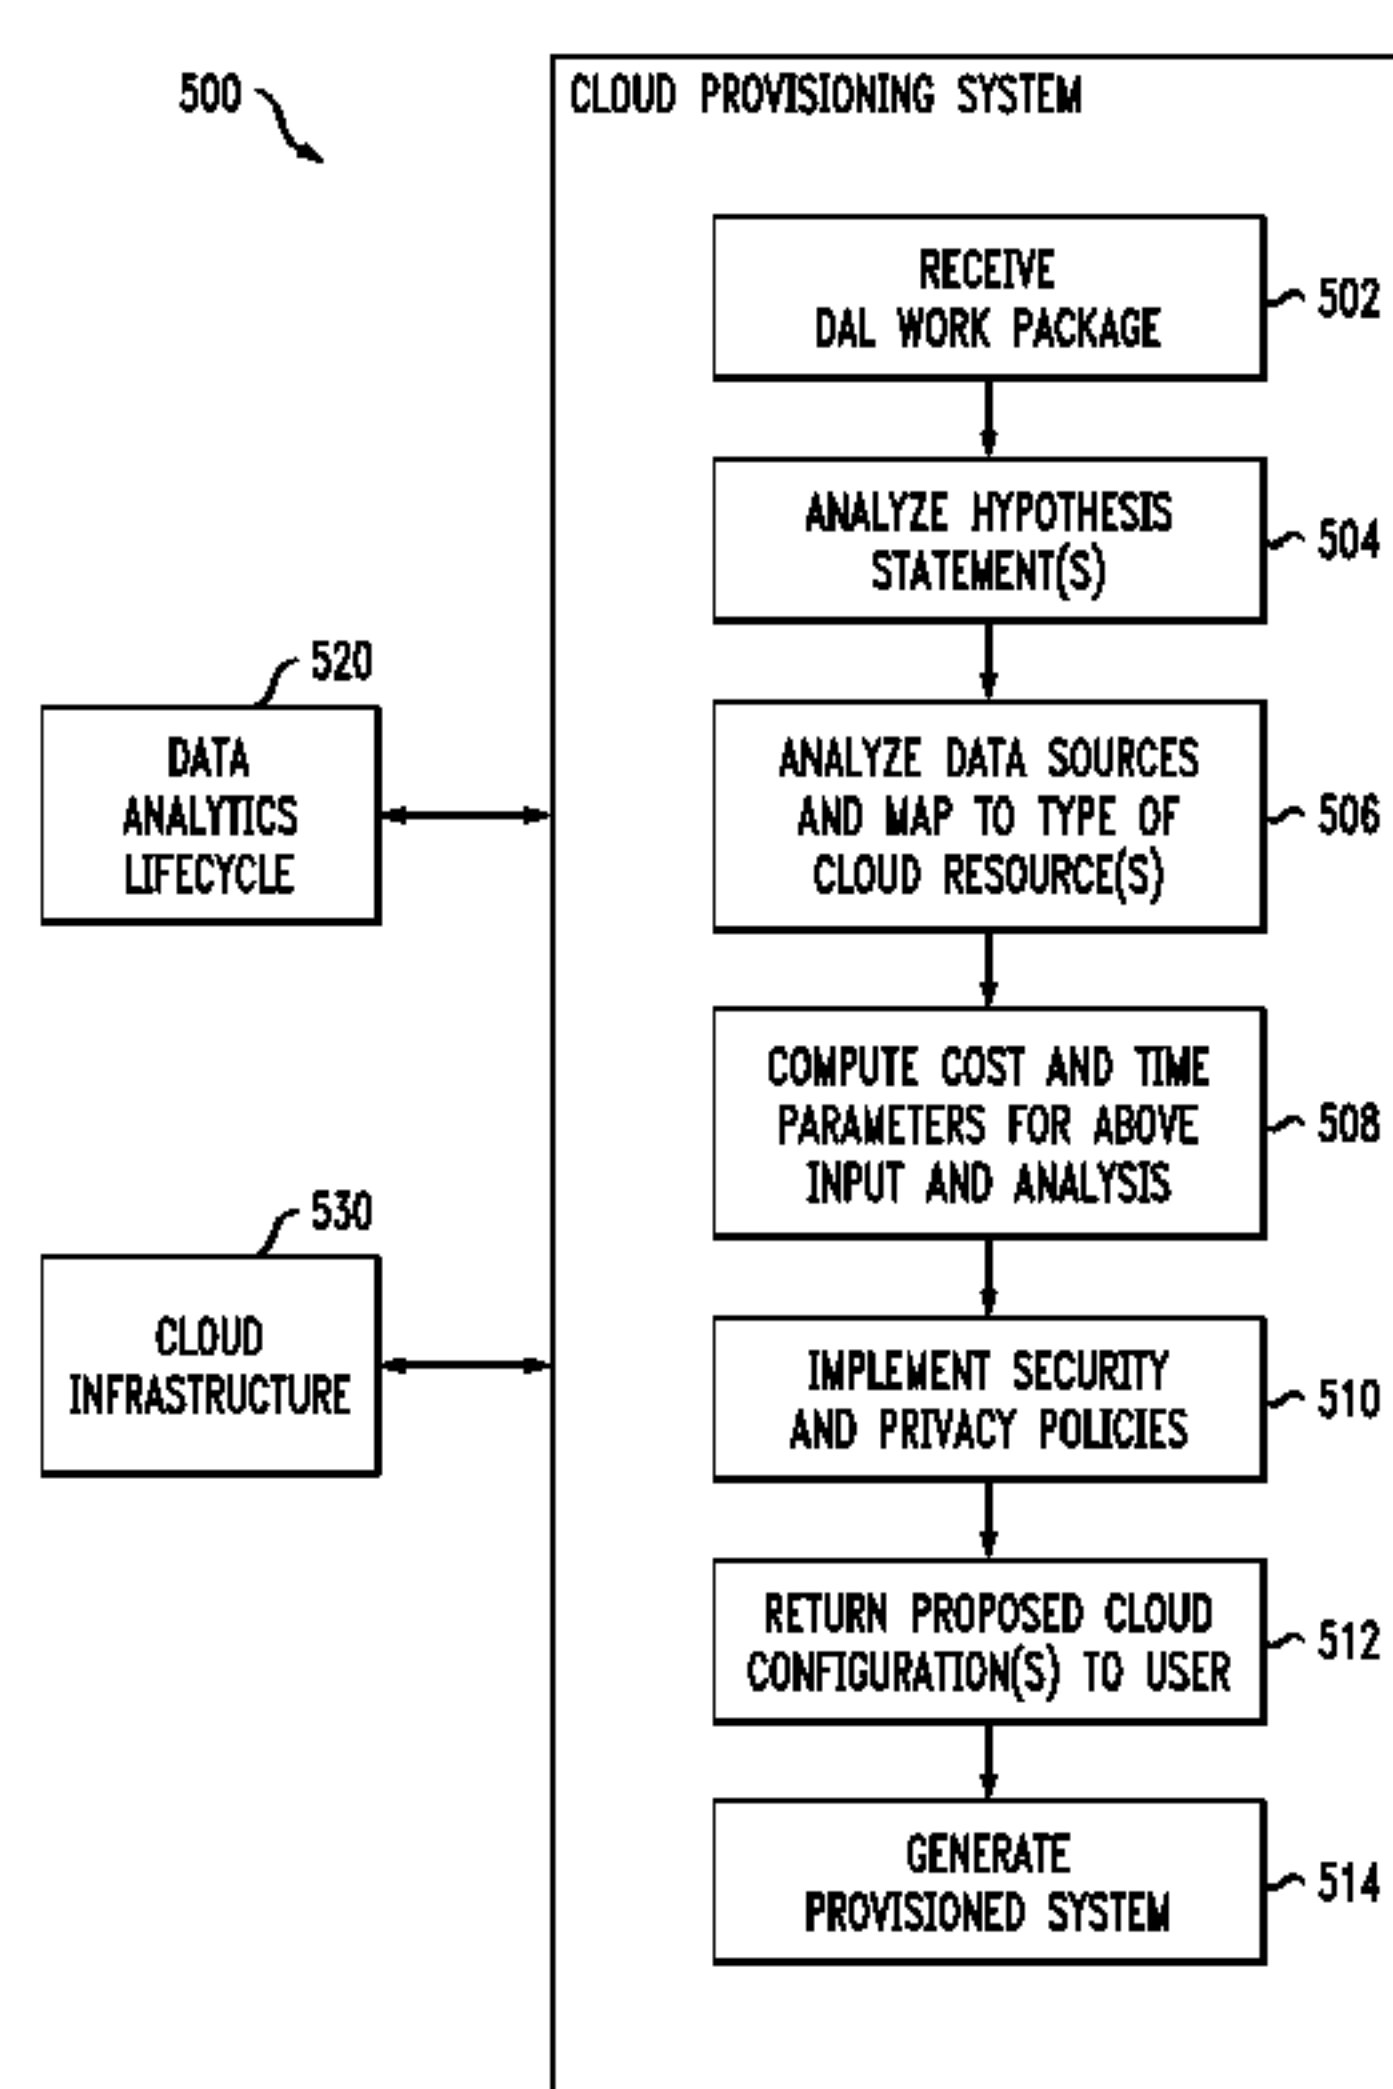 500
CLOUD PROVISIONING SYSTEM
RECEIVE
DAL WORK PACKAGE
502
ANALYZE HYPOTHESIS
STATEMENT(S)
504
520
DATA
ANALYTICS
LIFECYCLE
ANALYZE DATA SOURCES
AND MAP TO TYPE OF
CLOUD RESOURCE(S)
506
COMPUTE COST AND TIME
PARAMETERS FOR ABOVE
INPUT AND ANALYSIS
508
530
CLOUD
INFRASTRUCTURE
IMPLEMENT SECURITY
AND PRIVACY POLICIES
510
RETURN PROPOSED CLOUD
CONFIGURATION(S) TO USER
512
GENERATE
PROVISIONED SYSTEM
514